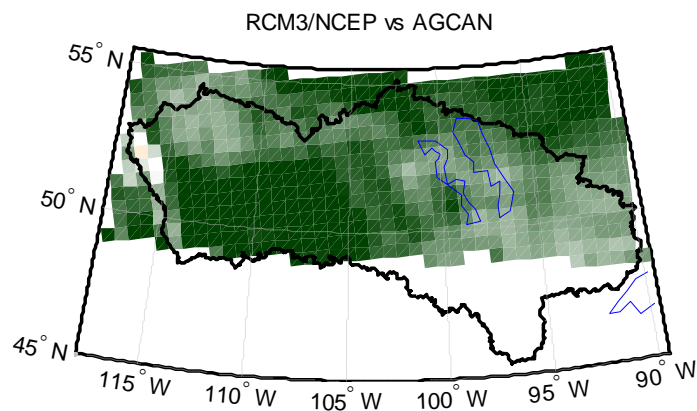 RCM3/NCEP vs AGCAN
55° N
50° N
45° N
115° W
110° W
105° W
100° W
95° W
90° W